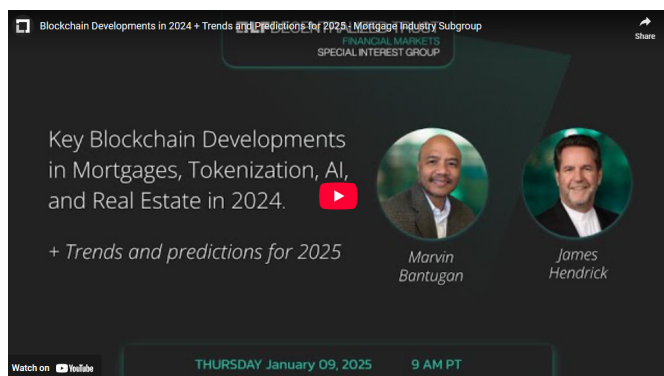 Blockchain Developments in 2024 + Trends and Predictions for 2025 - Mortgage Industry Subgroup
Share
DECENTRALIZED TRUST
FINANCIAL MARKETS
SPECIAL INTEREST GROUP
Key Blockchain Developments
in Mortgages, Tokenization, AI,
and Real Estate in 2024.
+ Trends and predictions for 2025
Marvin
Bantugan
James
Hendrick
Watch on YouTube
THURSDAY January 09, 2025 9 AM PT